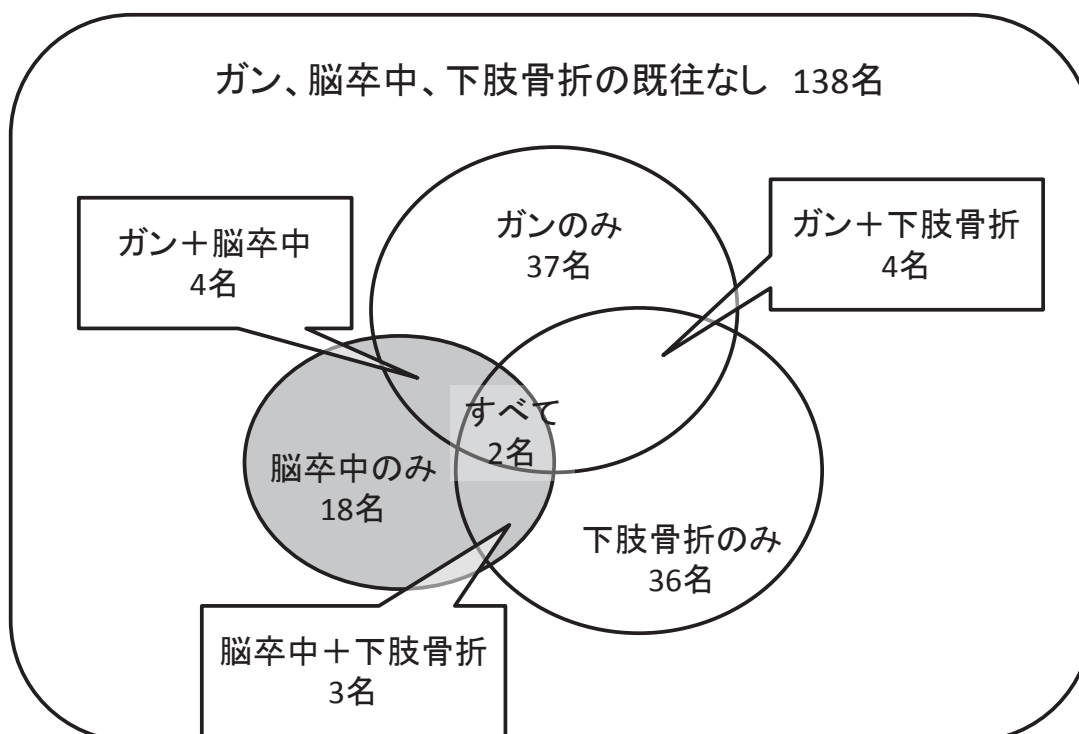 ガン、脳卒中、下肢骨折の既往なし 138名
ガン＋脳卒中
4名
ガンのみ
37名
ガン＋下肢骨折
4名
すべて
2名
脳卒中のみ
18名
下肢骨折のみ
36名
脳卒中＋下肢骨折
3名